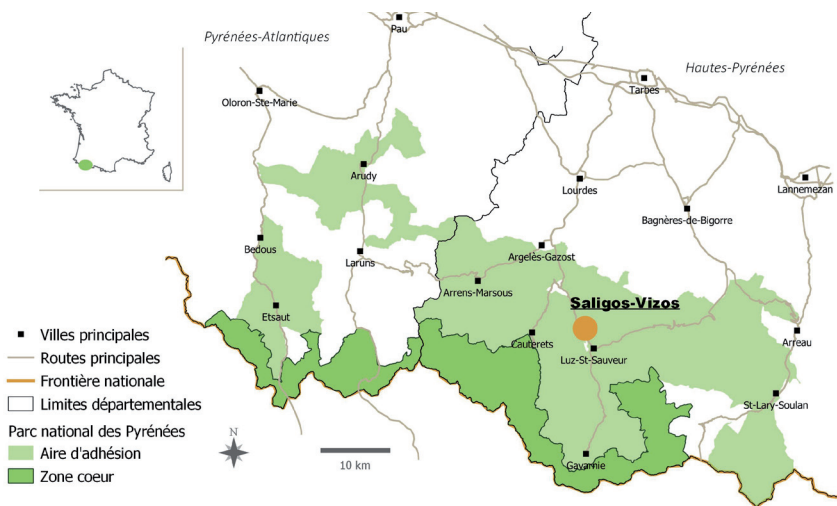 Pyrénées-Atlantiques
Pau
Hautes-Pyrénées
Tarbes
Oloron-Ste-Marie
Arudy
Lourdes
Lannemezan
Bagnères-de-Bigorre
Bedous
Laruns
Argelès-Gazost
Arrens-Marsous
Saligos-Vizos
Etsaut
Cauterets
Luz-St-Sauveur
Arreau
St-Lary-Soulan
Gavarnie
Villes principales
Routes principales
Frontière nationale
Limites départementales
Parc national des Pyrénées
Aire d'adhésion
Zone coeur
N
10 km